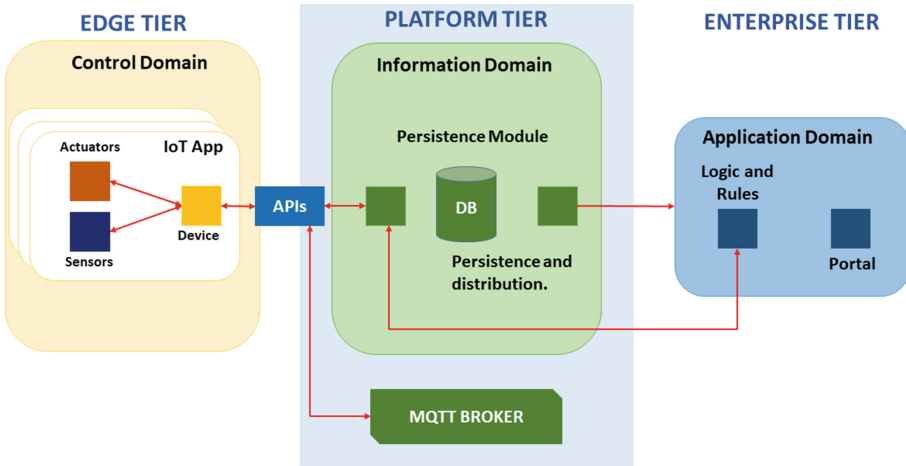 EDGE TIER
PLATFORM TIER
ENTERPRISE TIER
Control Domain
Information Domain
Application Domain
Actuators
IoT App
Sensors
Device
APIs
Persistence Module
DB
Persistence and
distribution.
Logic and
Rules
Portal
MQTT BROKER